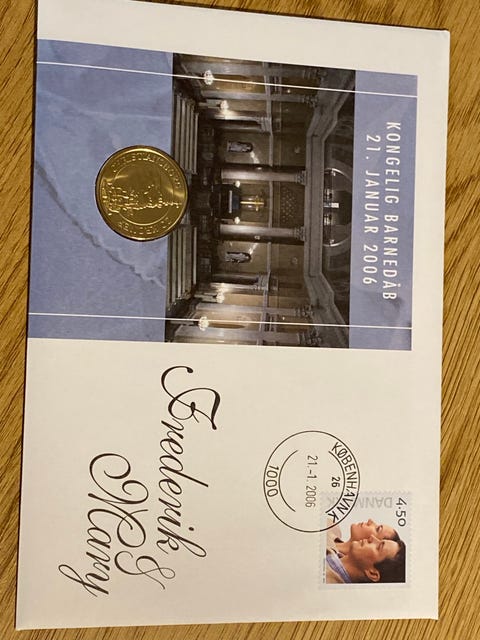 KONGELIG BARNEDÅB
21. JANUAR 2006
Frederik
&
Mary
KØBENHAVN K
26
21.-1. 2006
1000
4.50
DANMARK